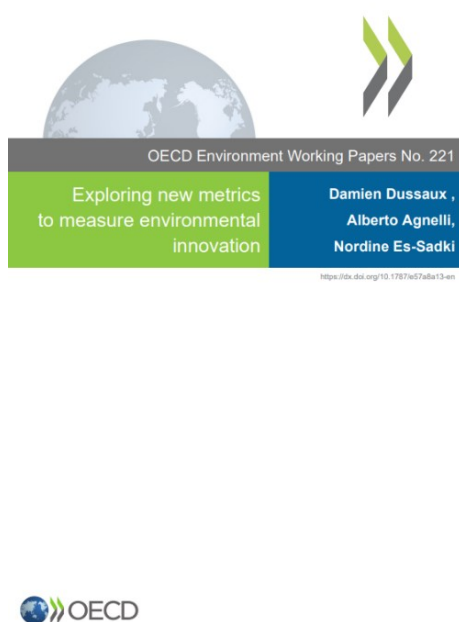 OECD Environment Working Papers No. 221
Exploring new metrics
to measure environmental
innovation
Damien Dussaux ,
Alberto Agnelli,
Nordine Es-Sadki
https://dx.doi.org/10.1787/e57a8a13-en
OECD